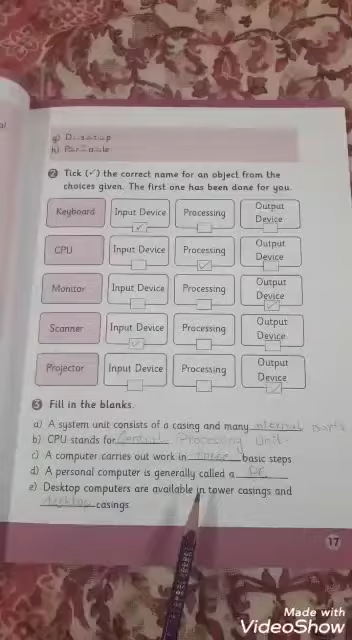 al
g) D
h) P
2 Tick (✓) the correct name for an object from the
choices given. The first one has been done for you.
Keyboard Input Device ✓ Processing Output Device
CPU Input Device Processing ✓ Output Device
Monitor Input Device Processing Output Device ✓
Scanner Input Device ✓ Processing Output Device
Projector Input Device Processing Output Device ✓
3 Fill in the blanks.
a) A system unit consists of a casing and many internal parts
b) CPU stands for Central Processing Unit.
c) A computer carries out work in three basic steps
d) A personal computer is generally called a PC
e) Desktop computers are available in tower casings and
desktop casings
17
Made with
VideoShow